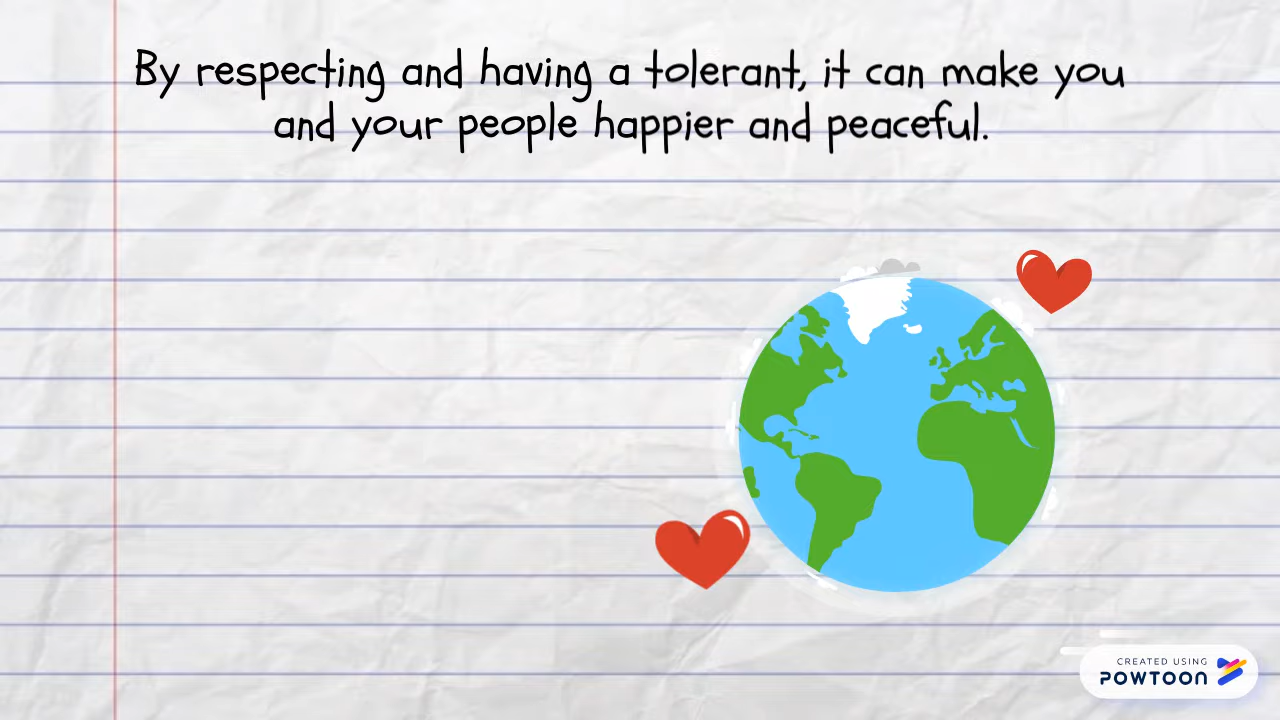 By respecting and having a tolerant, it can make you
and your people happier and peaceful.
CREATED USING
POWTOON